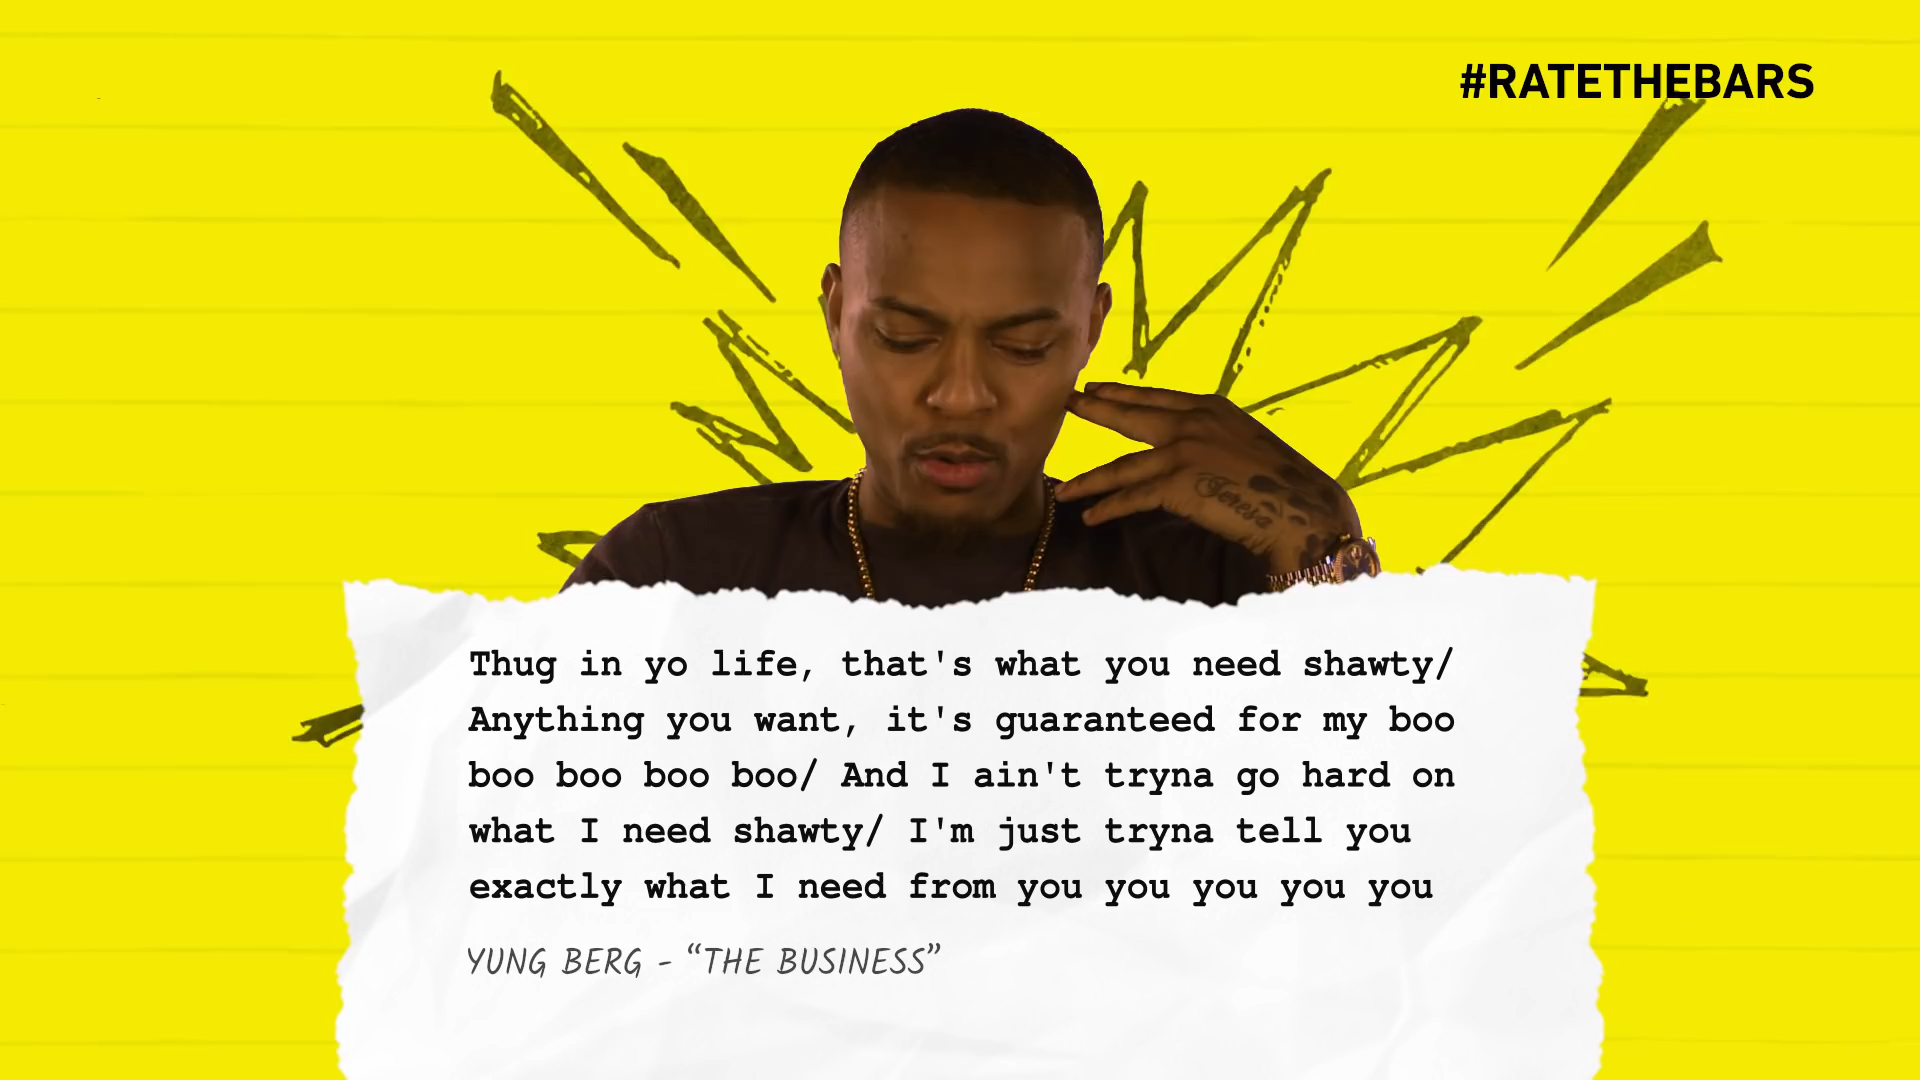 #RATETHEBARS
Teresa
Thug in yo life, that's what you need shawty/
Anything you want, it's guaranteed for my boo
boo boo boo boo/ And I ain't tryna go hard on
what I need shawty/ I'm just tryna tell you
exactly what I need from you you you you you
YUNG BERG - “THE BUSINESS”